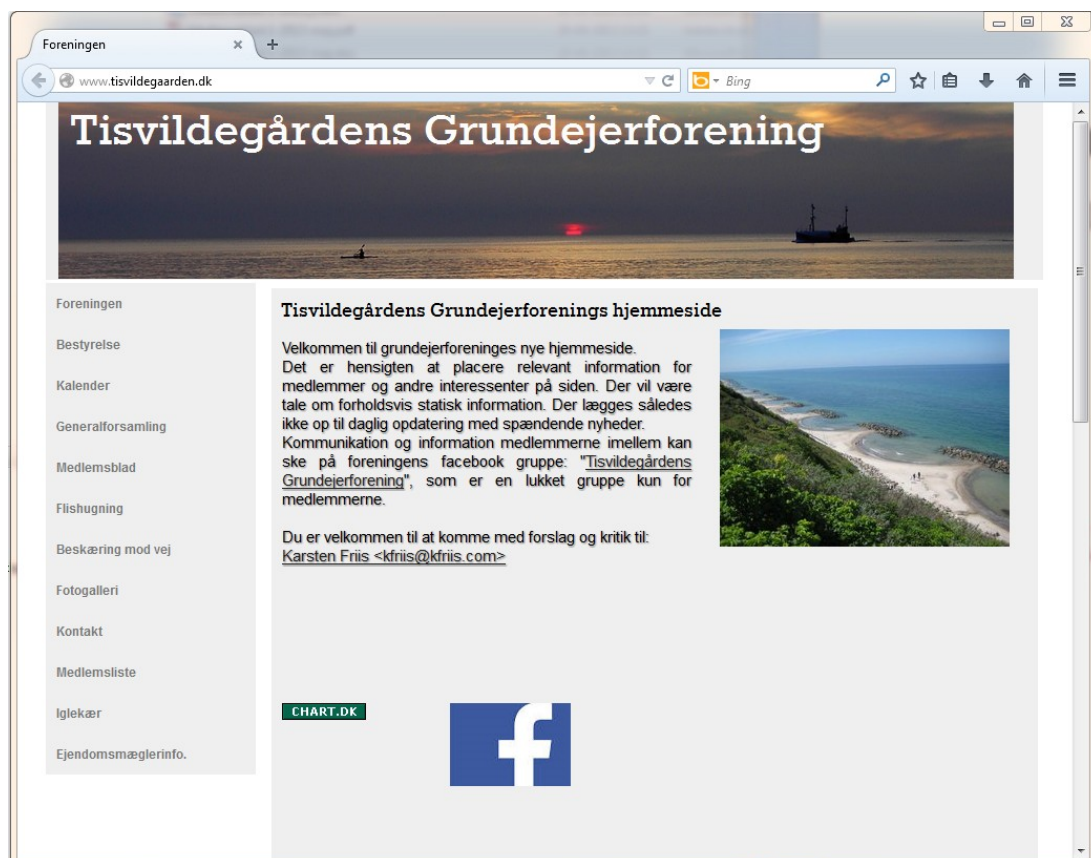 Foreningen
www.tisvildegaarden.dk
Bing
Tisvildegårdens Grundejerforening
Foreningen
Bestyrelse
Kalender
Generalforsamling
Medlemsblad
Flishugning
Beskæring mod vej
Fotogalleri
Kontakt
Medlemsliste
Iglekær
Ejendomsmæglerinfo.
Tisvildegårdens Grundejerforenings hjemmeside
Velkommen til grundejerforeninges nye hjemmeside.
Det er hensigten at placere relevant information for
medlemmer og andre interessenter på siden. Der vil være
tale om forholdsvis statisk information. Der lægges således
ikke op til daglig opdatering med spændende nyheder.
Kommunikation og information medlemmerne imellem kan
ske på foreningens facebook gruppe: "Tisvildegårdens
Grundejerforening", som er en lukket gruppe kun for
medlemmerne.
Du er velkommen til at komme med forslag og kritik til:
Karsten Friis <kfriis@kfriis.com>
CHART.DK
f